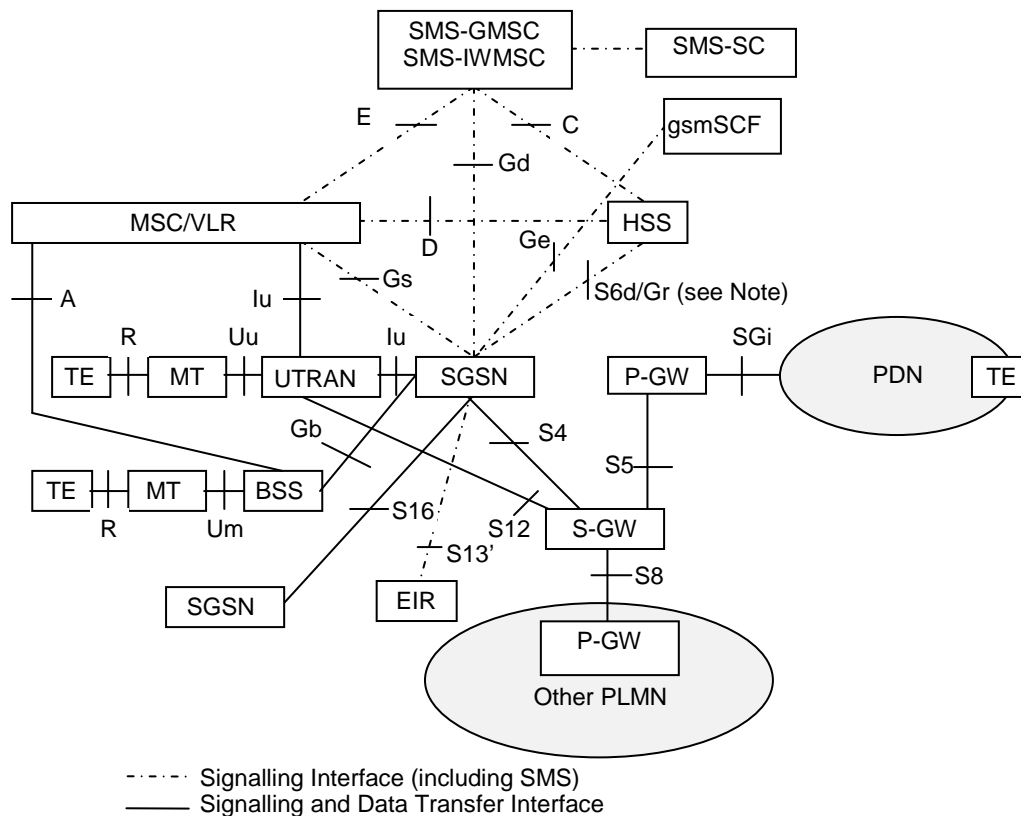 SMS-GMSC
SMS-IWMSC
SMS-SC
gsmSCF
E
C
Gd
MSC/VLR
D
HSS
Ge
Gs
S6d/Gr (see Note)
A
Iu
R
Uu
Iu
SGi
TE
MT
UTRAN
SGSN
P-GW
PDN
TE
Gb
S4
S5
TE
MT
BSS
R
Um
S16
S12
S-GW
S13’
S8
SGSN
EIR
P-GW
Other PLMN
Signalling Interface (including SMS)
Signalling and Data Transfer Interface